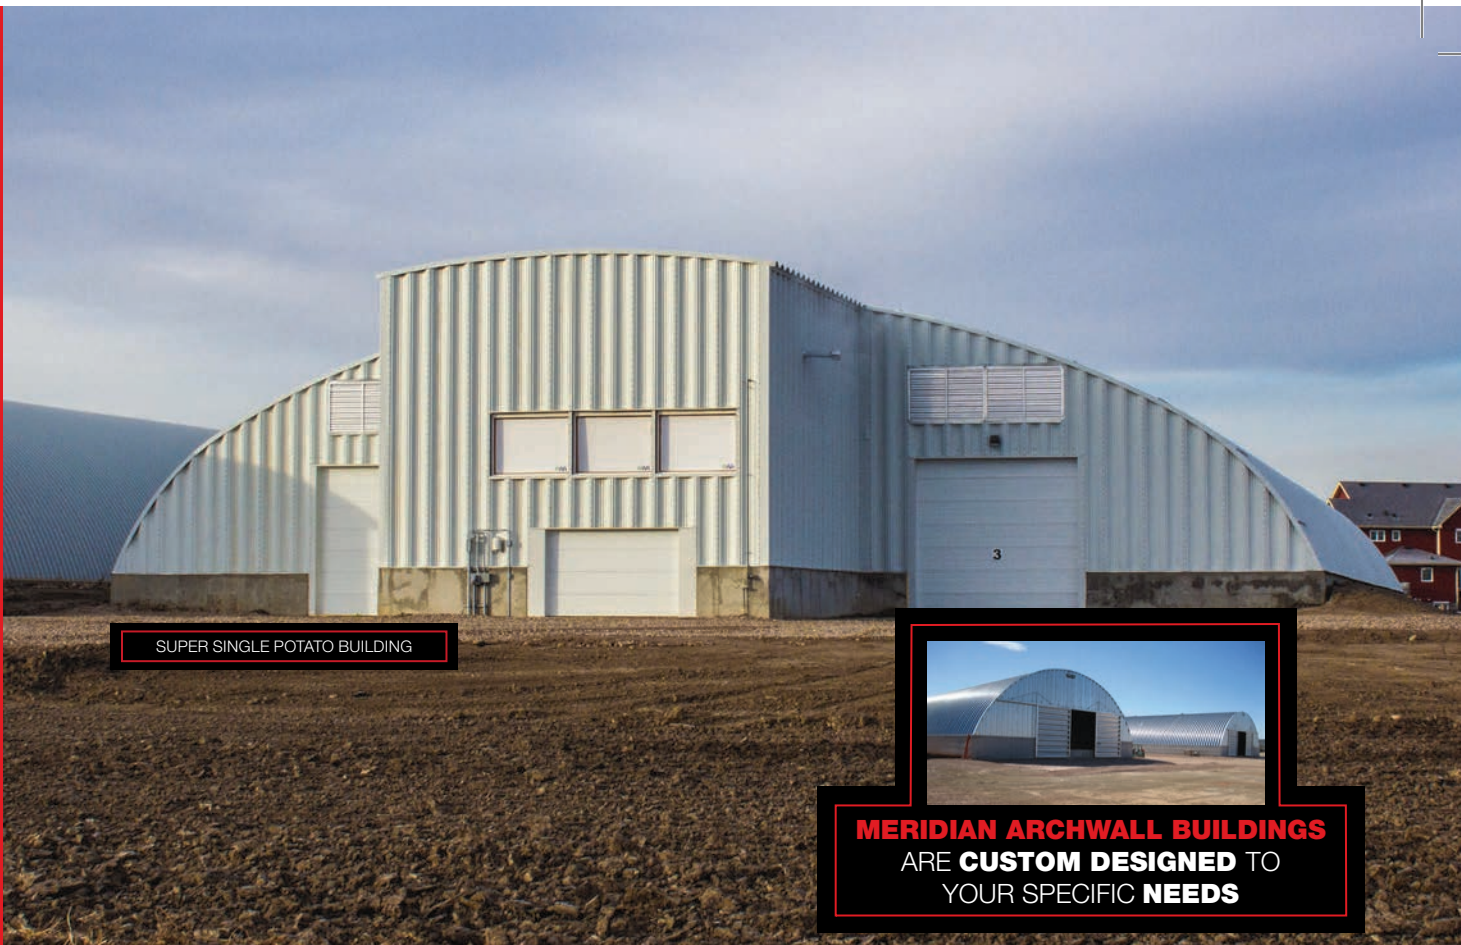 3
SUPER SINGLE POTATO BUILDING
MERIDIAN ARCHWALL BUILDINGS
ARE CUSTOM DESIGNED TO
YOUR SPECIFIC NEEDS